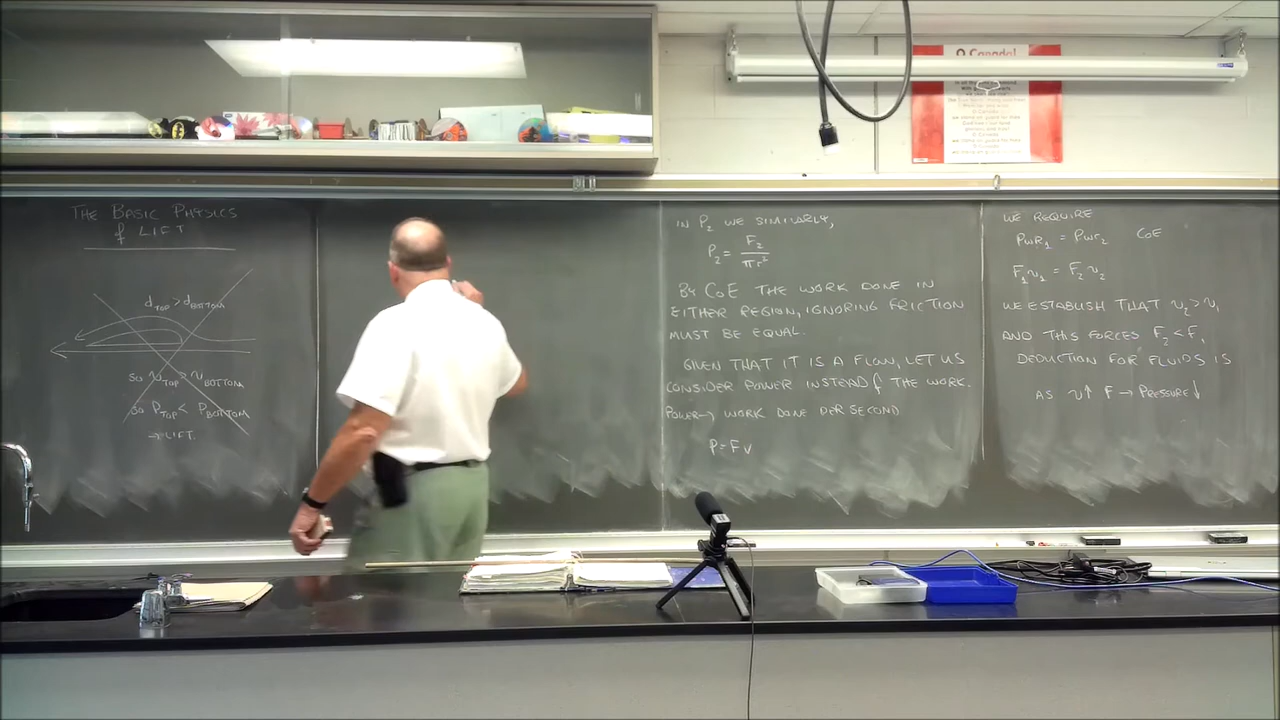 THE BASIC PHYSICS
of LIFT
d_TOP > d_BOTTOM
so v_TOP > v_BOTTOM
so P_TOP < P_BOTTOM
→ LIFT.
IN P₂ WE SIMILARLY,
P₂ = F₂/πr²
BY COE THE WORK DONE IN
EITHER REGION, IGNORING FRICTION
MUST BE EQUAL.
GIVEN THAT IT IS A FLOW, LET US
CONSIDER POWER INSTEAD of THE WORK.
POWER → WORK DONE PER SECOND
P = Fv
WE REQUIRE
PWR₁ = PWR₂ COE
F₁v₁ = F₂v₂
WE ESTABLISH THAT v₂ > v₁
AND THIS FORCES F₂ < F₁
DEDUCTION FOR FLUIDS IS
AS v↑ F → PRESSURE↓
O Canada!